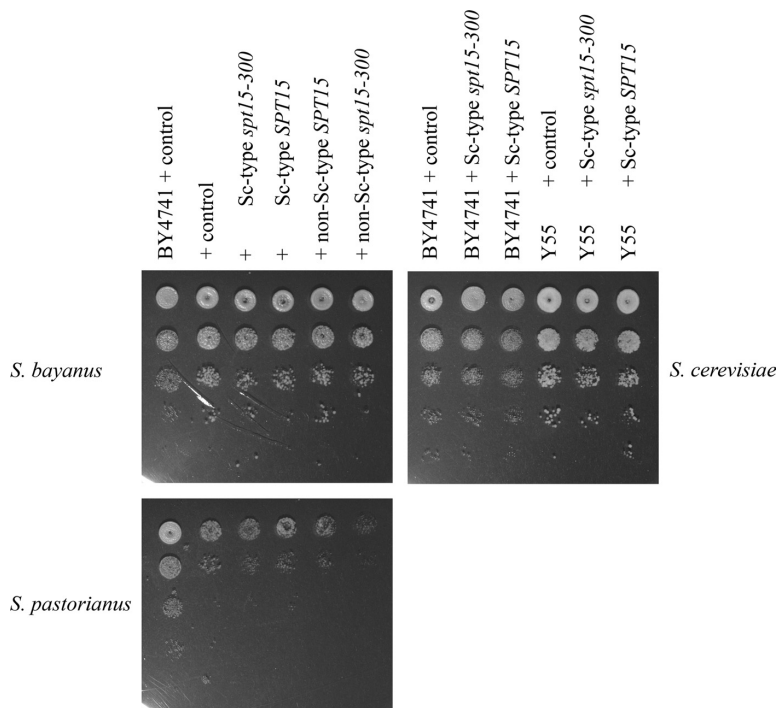 BY4741 + control
+ control
+ Sc-type spt15-300
+ Sc-type SPT15
+ non-Sc-type SPT15
+ non-Sc-type spt15-300
BY4741 + control
BY4741 + Sc-type spt15-300
BY4741 + Sc-type SPT15
Y55 + control
Y55 + Sc-type spt15-300
Y55 + Sc-type SPT15
S. bayanus
S. cerevisiae
S. pastorianus